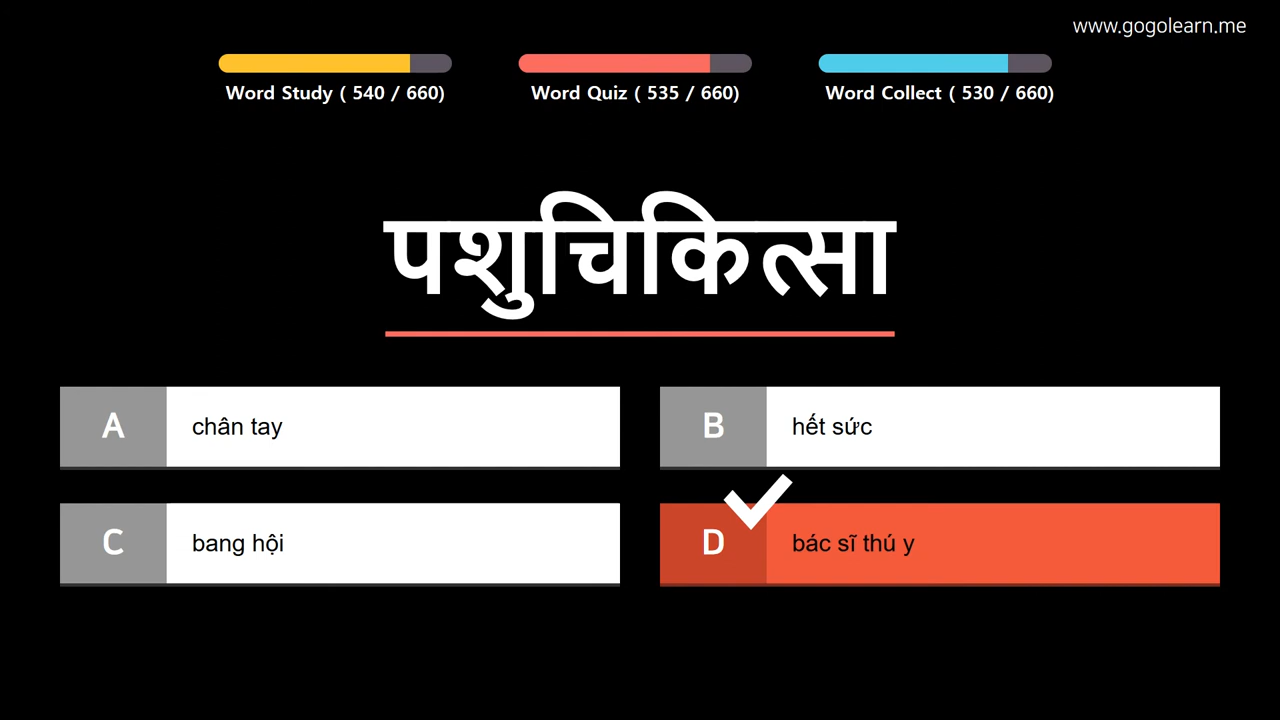 www.gogolearn.me
Word Study ( 540 / 660)
Word Quiz ( 535 / 660)
Word Collect ( 530 / 660)
पशुचिकित्सा
A chân tay
B hết sức
C bang hội
D bác sĩ thú y